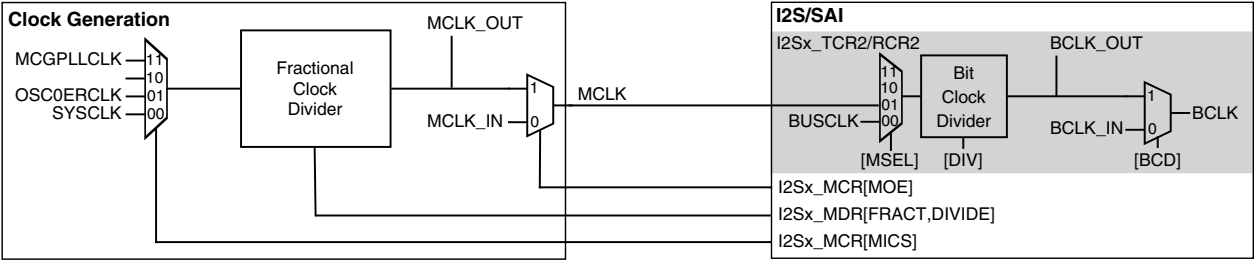 Clock Generation
MCGPLLCLK
OSC0ERCLK
SYSCLK
11
10
01
00
Fractional
Clock
Divider
MCLK_OUT
MCLK_IN
1
0
MCLK
I2S/SAI
I2Sx_TCR2/RCR2
BUSCLK
11
10
01
00
[MSEL]
Bit
Clock
Divider
[DIV]
BCLK_OUT
BCLK_IN
1
0
[BCD]
BCLK
I2Sx_MCR[MOE]
I2Sx_MDR[FRACT,DIVIDE]
I2Sx_MCR[MICS]